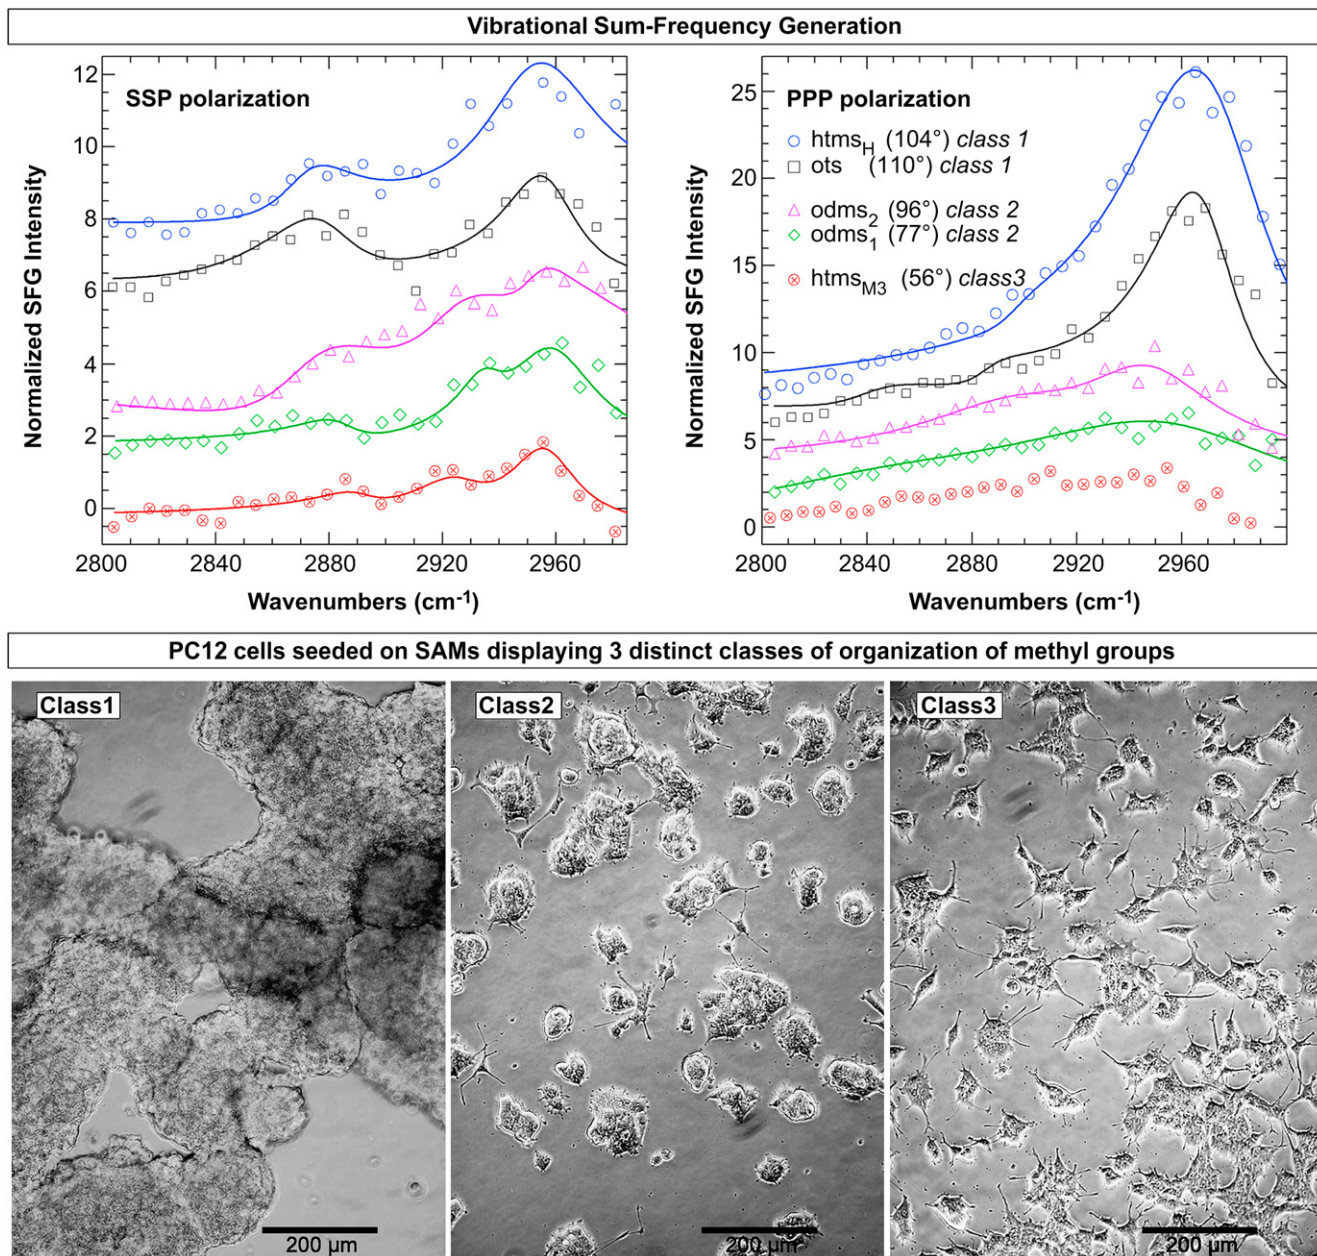 Vibrational Sum-Frequency Generation
SSP polarization
Normalized SFG Intensity
12
10
8
6
4
2
0
2800
2840
2880
2920
2960
Wavenumbers (cm⁻¹)
PPP polarization
htms_H (104°) class 1
ots (110°) class 1
odms_2 (96°) class 2
odms_1 (77°) class 2
htms_M3 (56°) class3
Normalized SFG Intensity
25
20
15
10
5
0
2800
2840
2880
2920
2960
Wavenumbers (cm⁻¹)
PC12 cells seeded on SAMs displaying 3 distinct classes of organization of methyl groups
Class1
200 µm
Class2
200 µm
Class3
200 µm